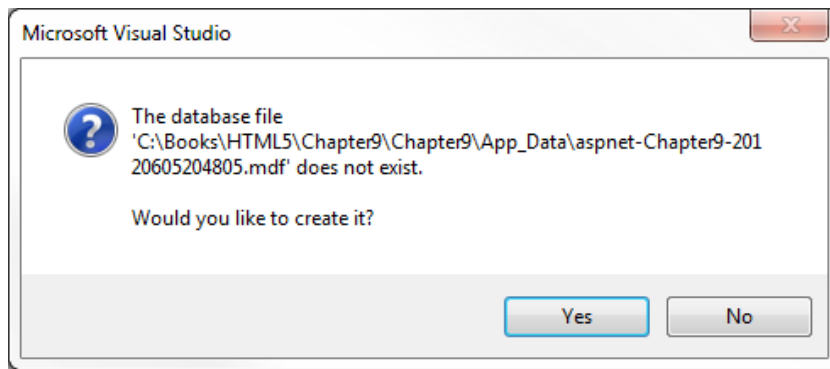 Microsoft Visual Studio
The database file
'C:\Books\HTML5\Chapter9\Chapter9\App_Data\aspnet-Chapter9-201
20605204805.mdf' does not exist.
Would you like to create it?
Yes
No